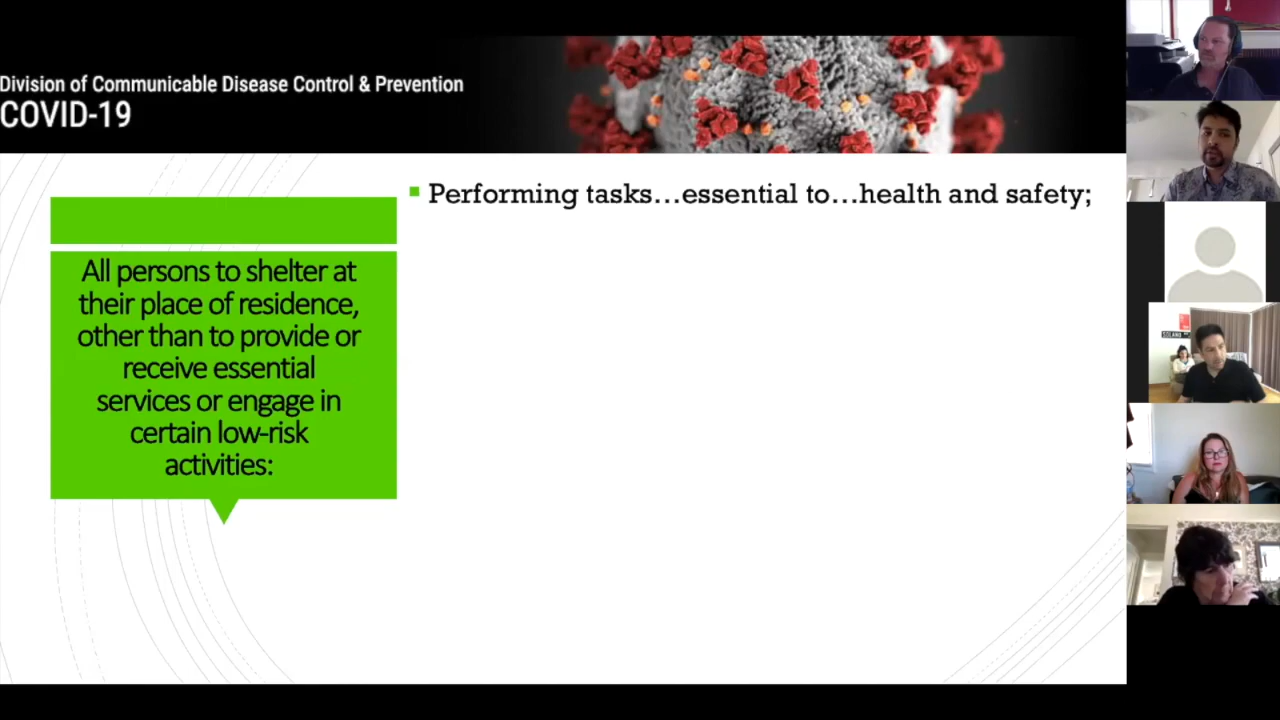 Division of Communicable Disease Control & Prevention
COVID-19
Performing tasks…essential to…health and safety;
All persons to shelter at
their place of residence,
other than to provide or
receive essential
services or engage in
certain low-risk
activities: